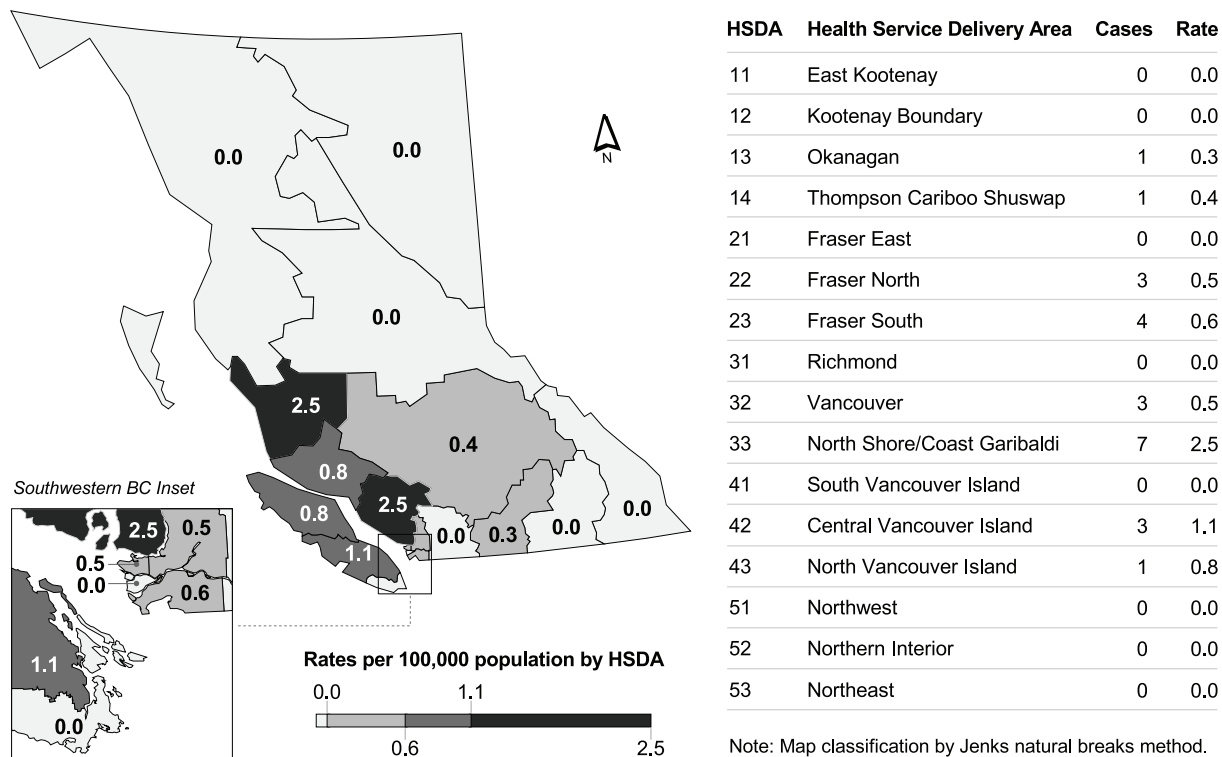 0.0
0.0
N
0.0
2.5
0.4
0.8
0.8
2.5
0.0
0.3
0.0
0.0
1.1
Southwestern BC Inset
2.5
0.5
0.5
0.0
0.6
1.1
0.0
Rates per 100,000 population by HSDA
0.0 1.1
0.6 2.5
HSDA Health Service Delivery Area Cases Rate
11 East Kootenay 0 0.0
12 Kootenay Boundary 0 0.0
13 Okanagan 1 0.3
14 Thompson Cariboo Shuswap 1 0.4
21 Fraser East 0 0.0
22 Fraser North 3 0.5
23 Fraser South 4 0.6
31 Richmond 0 0.0
32 Vancouver 3 0.5
33 North Shore/Coast Garibaldi 7 2.5
41 South Vancouver Island 0 0.0
42 Central Vancouver Island 3 1.1
43 North Vancouver Island 1 0.8
51 Northwest 0 0.0
52 Northern Interior 0 0.0
53 Northeast 0 0.0
Note: Map classification by Jenks natural breaks method.